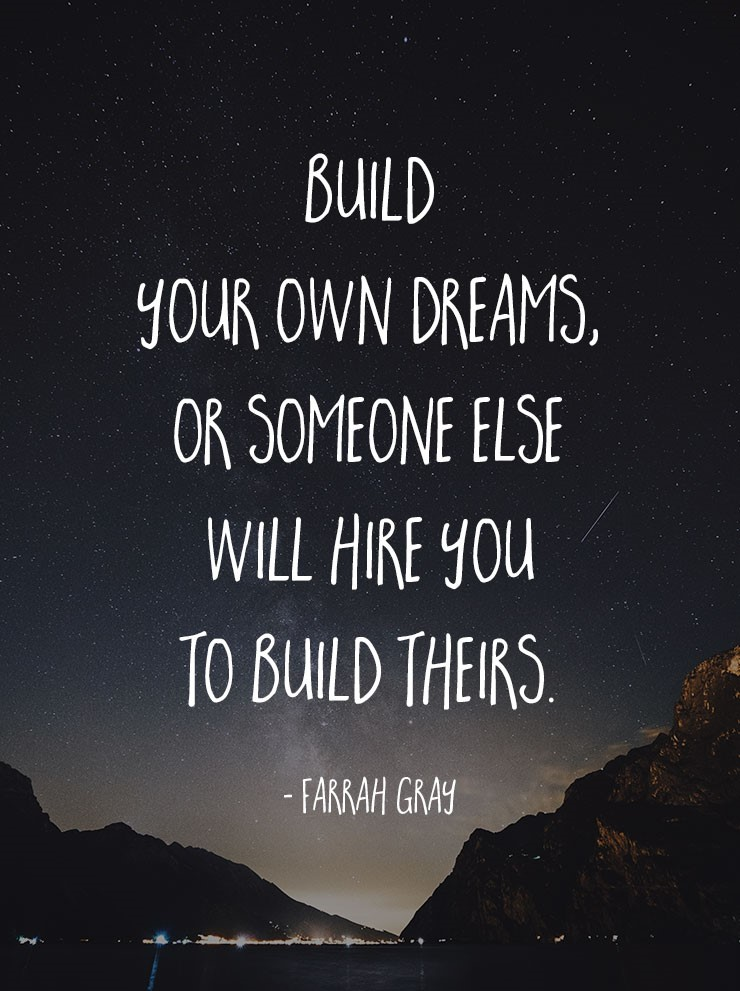 BUILD
YOUR OWN DREAMS,
OR SOMEONE ELSE
WILL HIRE YOU
TO BUILD THEIRS.
- FARRAH GRAY